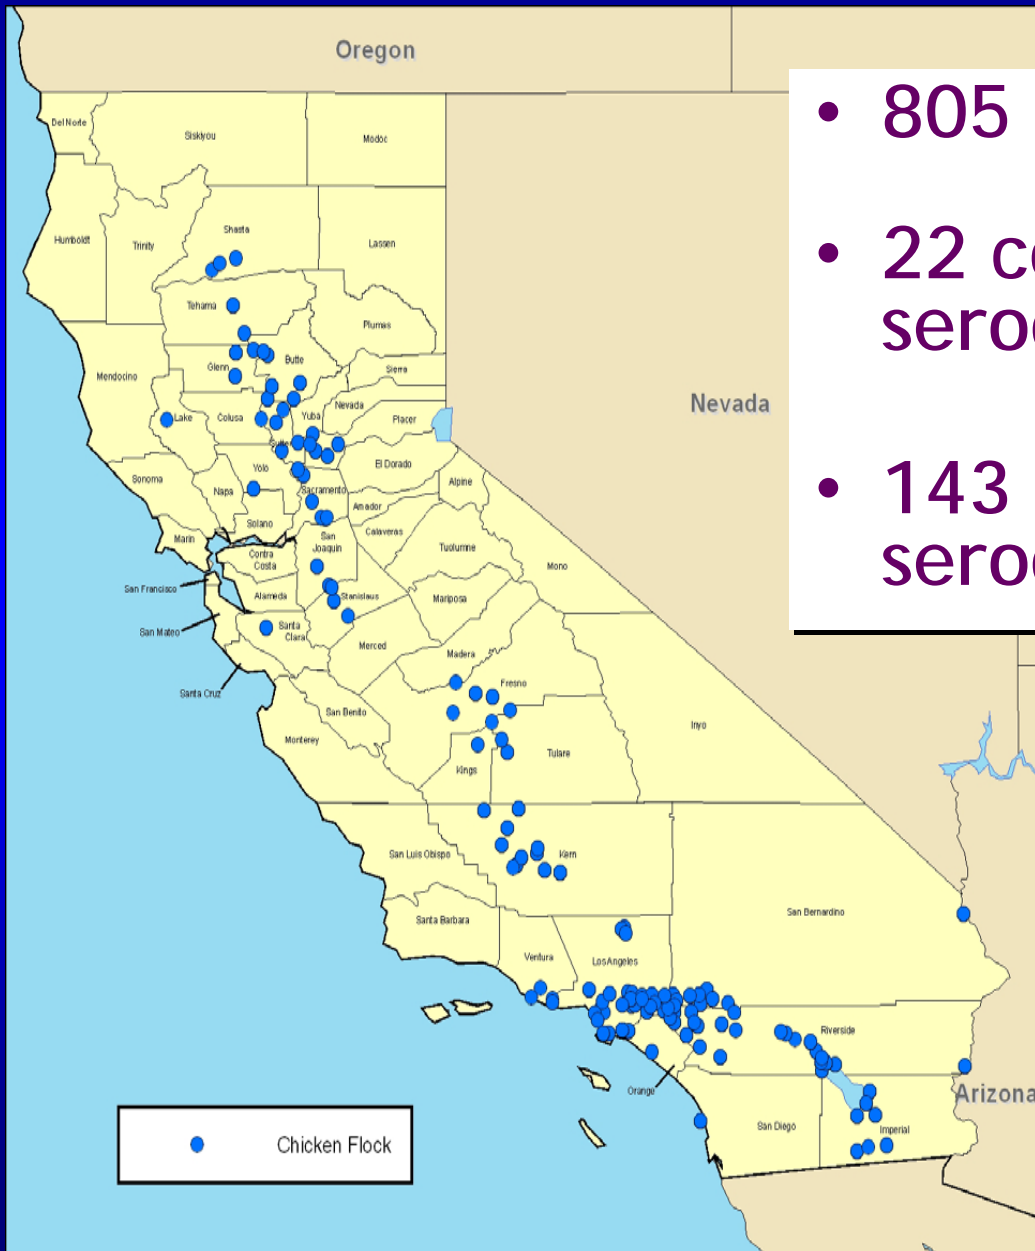 Oregon
• 805
• 22 c
seroc
• 143
seroc
Del Norte
Siskiyou
Modoc
Humboldt
Trinity
Shasta
Lassen
Tehama
Plumas
Mendocino
Glenn
Butte
Sierra
Nevada
Lake
Colusa
Yuba
Nevada
Placer
Sutter
Sonoma
Napa
Yolo
El Dorado
Alpine
Sacramento
Amador
Marin
Solano
Calaveras
San
Joaquin
Tuolumne
Mono
Contra
Costa
San Francisco
Alameda
Stanislaus
Mariposa
San Mateo
Santa
Clara
Merced
Madera
Santa Cruz
Fresno
San Benito
Monterey
Inyo
Kings
Tulare
San Luis Obispo
Kern
Santa Barbara
San Bernardino
Ventura
Los Angeles
Riverside
Orange
Arizona
San Diego
Imperial
Chicken Flock